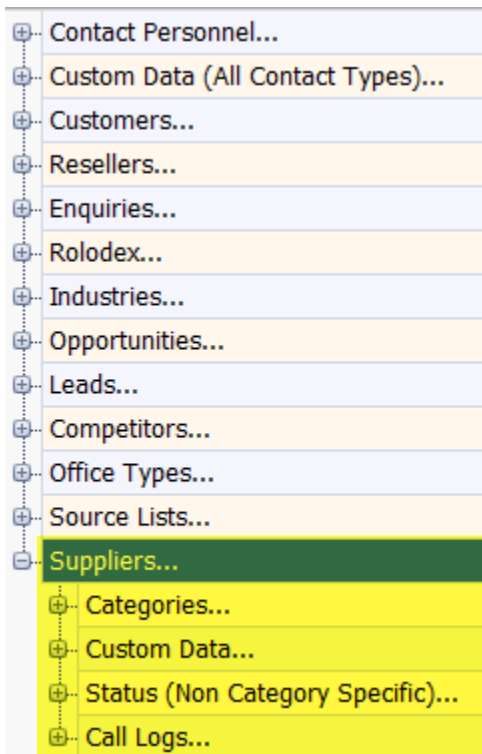 Contact Personnel...
Custom Data (All Contact Types)...
Customers...
Resellers...
Enquiries...
Rolodex...
Industries...
Opportunities...
Leads...
Competitors...
Office Types...
Source Lists...
Suppliers...
Categories...
Custom Data...
Status (Non Category Specific)...
Call Logs...